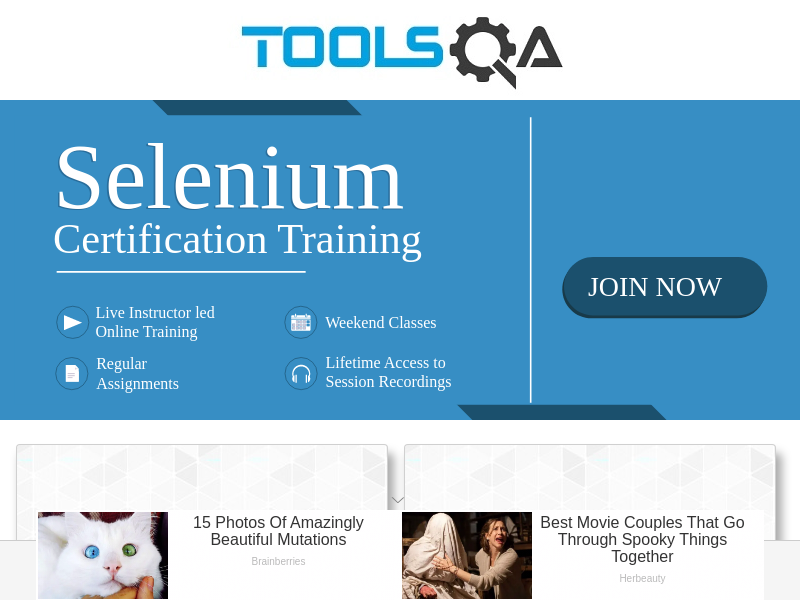 TOOLSQA
Selenium
Certification Training
JOIN NOW
Live Instructor led
Online Training
Weekend Classes
Regular
Assignments
Lifetime Access to
Session Recordings
15 Photos Of Amazingly
Beautiful Mutations
Brainberries
Best Movie Couples That Go
Through Spooky Things
Together
Herbeauty